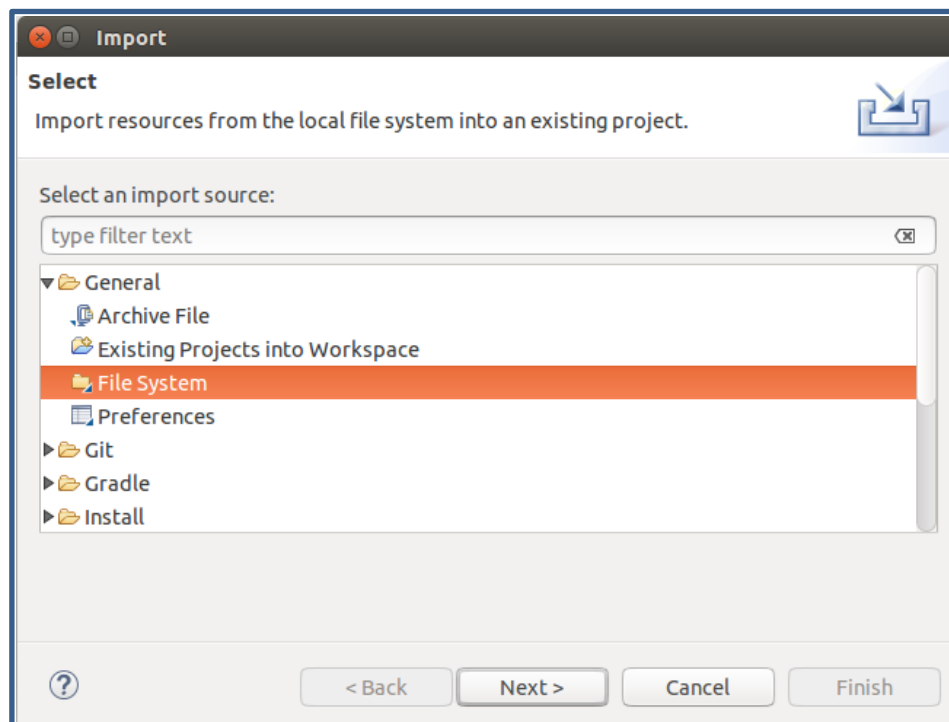 Import
Select
Import resources from the local file system into an existing project.
Select an import source:
type filter text
General
Archive File
Existing Projects into Workspace
File System
Preferences
Git
Gradle
Install
?
< Back
Next >
Cancel
Finish